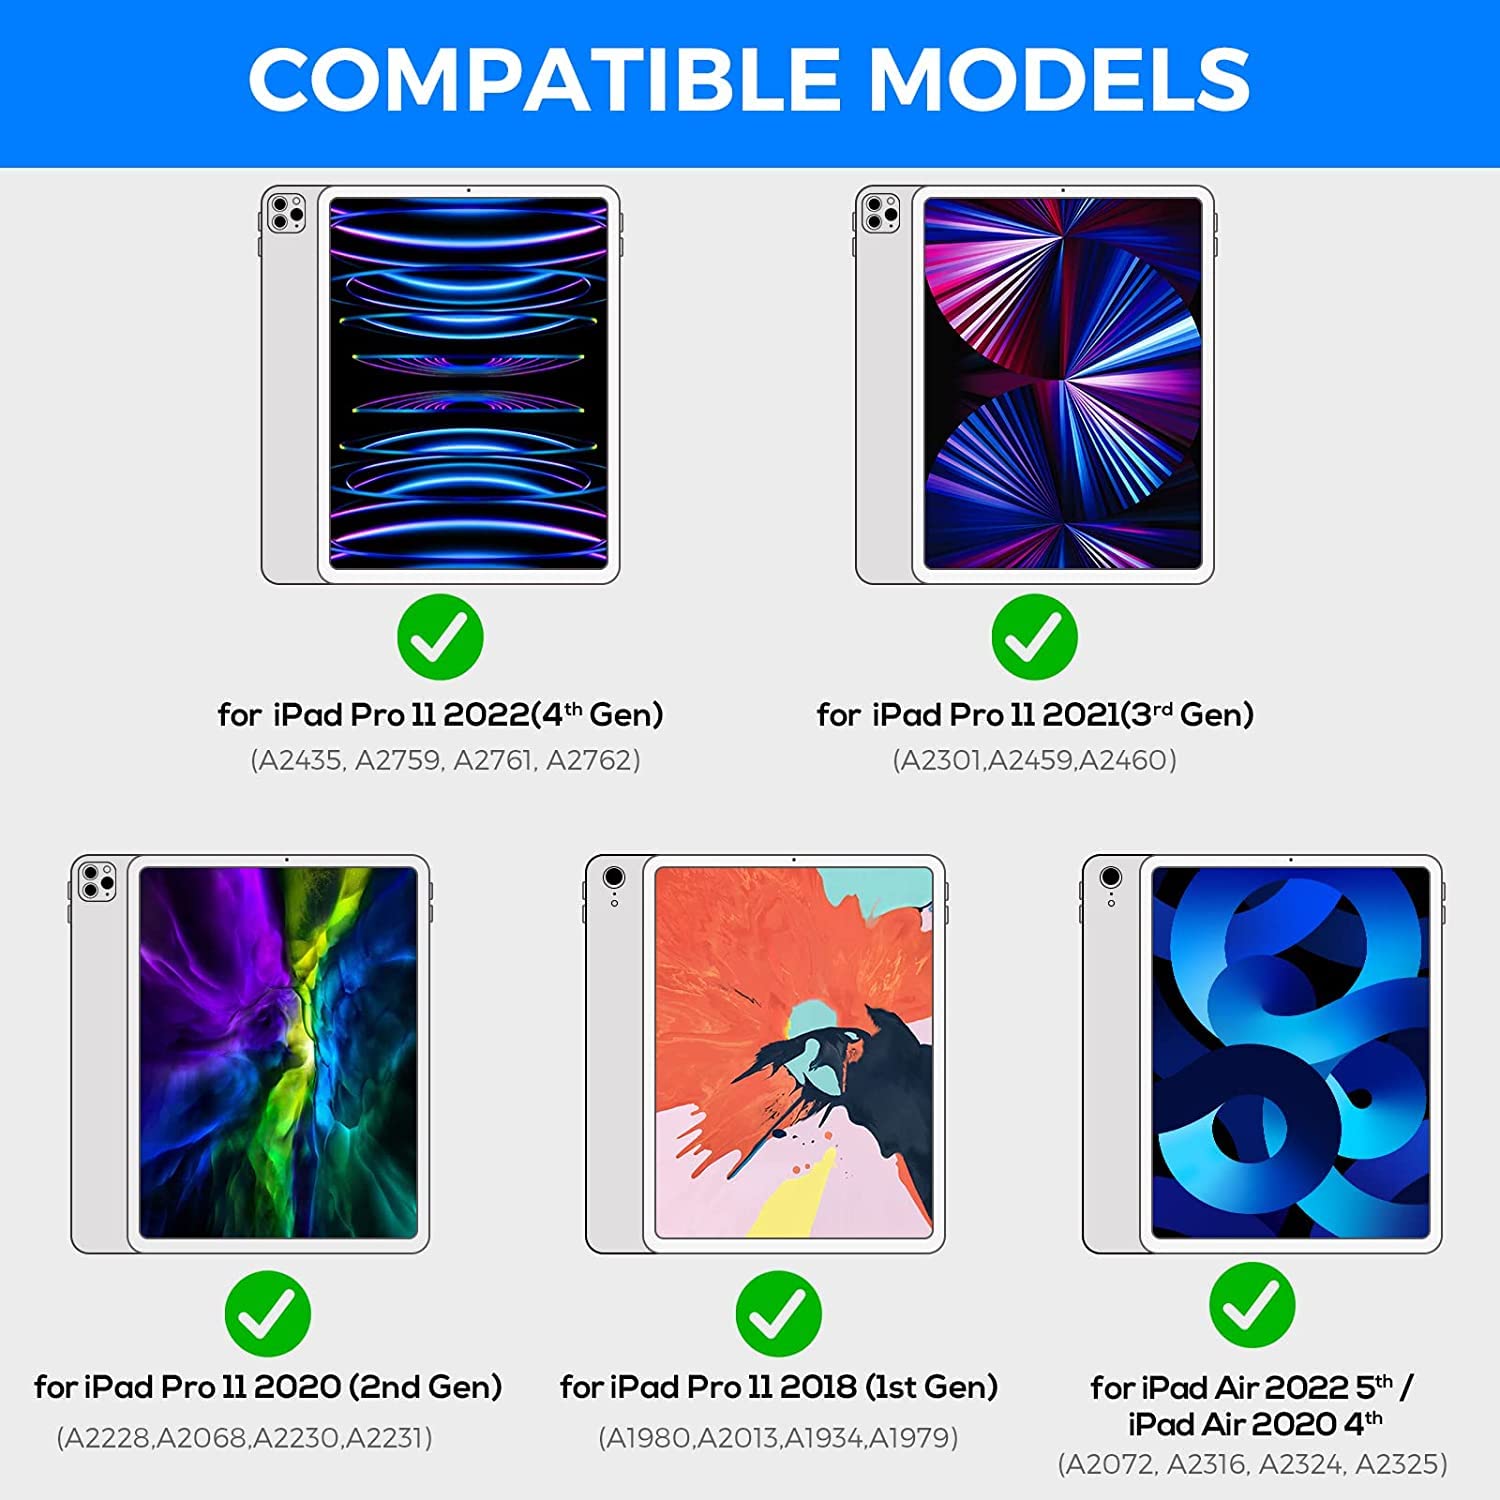 COMPATIBLE MODELS
for iPad Pro 11 2022(4th Gen)
(A2435, A2759, A2761, A2762)
for iPad Pro 11 2021(3rd Gen)
(A2301,A2459,A2460)
for iPad Pro 11 2020 (2nd Gen)
(A2228,A2068,A2230,A2231)
for iPad Pro 11 2018 (1st Gen)
(A1980,A2013,A1934,A1979)
for iPad Air 2022 5th /
iPad Air 2020 4th
(A2072, A2316, A2324, A2325)